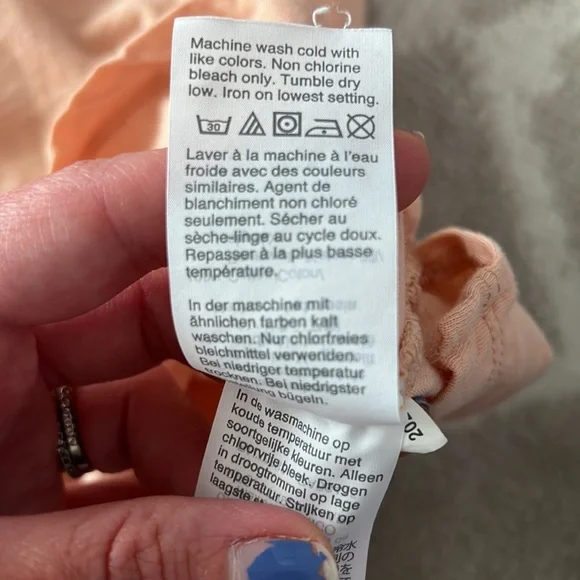 Machine wash cold with
like colors. Non chlorine
bleach only. Tumble dry
low. Iron on lowest setting.
30
Laver à la machine à l'eau
froide avec des couleurs
similaires. Agent de
blanchiment non chloré
seulement. Sécher au
sèche-linge au cycle doux.
Repasser à la plus basse
température.
In der maschine mit
ähnlichen farben kalt
waschen. Nur chlorfreies
bleichmittel verwenden.
Bei niedriger temperatur
trocknen. Bei niedrigster
bügeln.
In de wasmachine op
koude temperatuur met
soortgelijke kleuren. Alleen
chloorvrije bleek. Drogen
in droogtrommel op lage
temperatuur. Strijken op
laagste
20